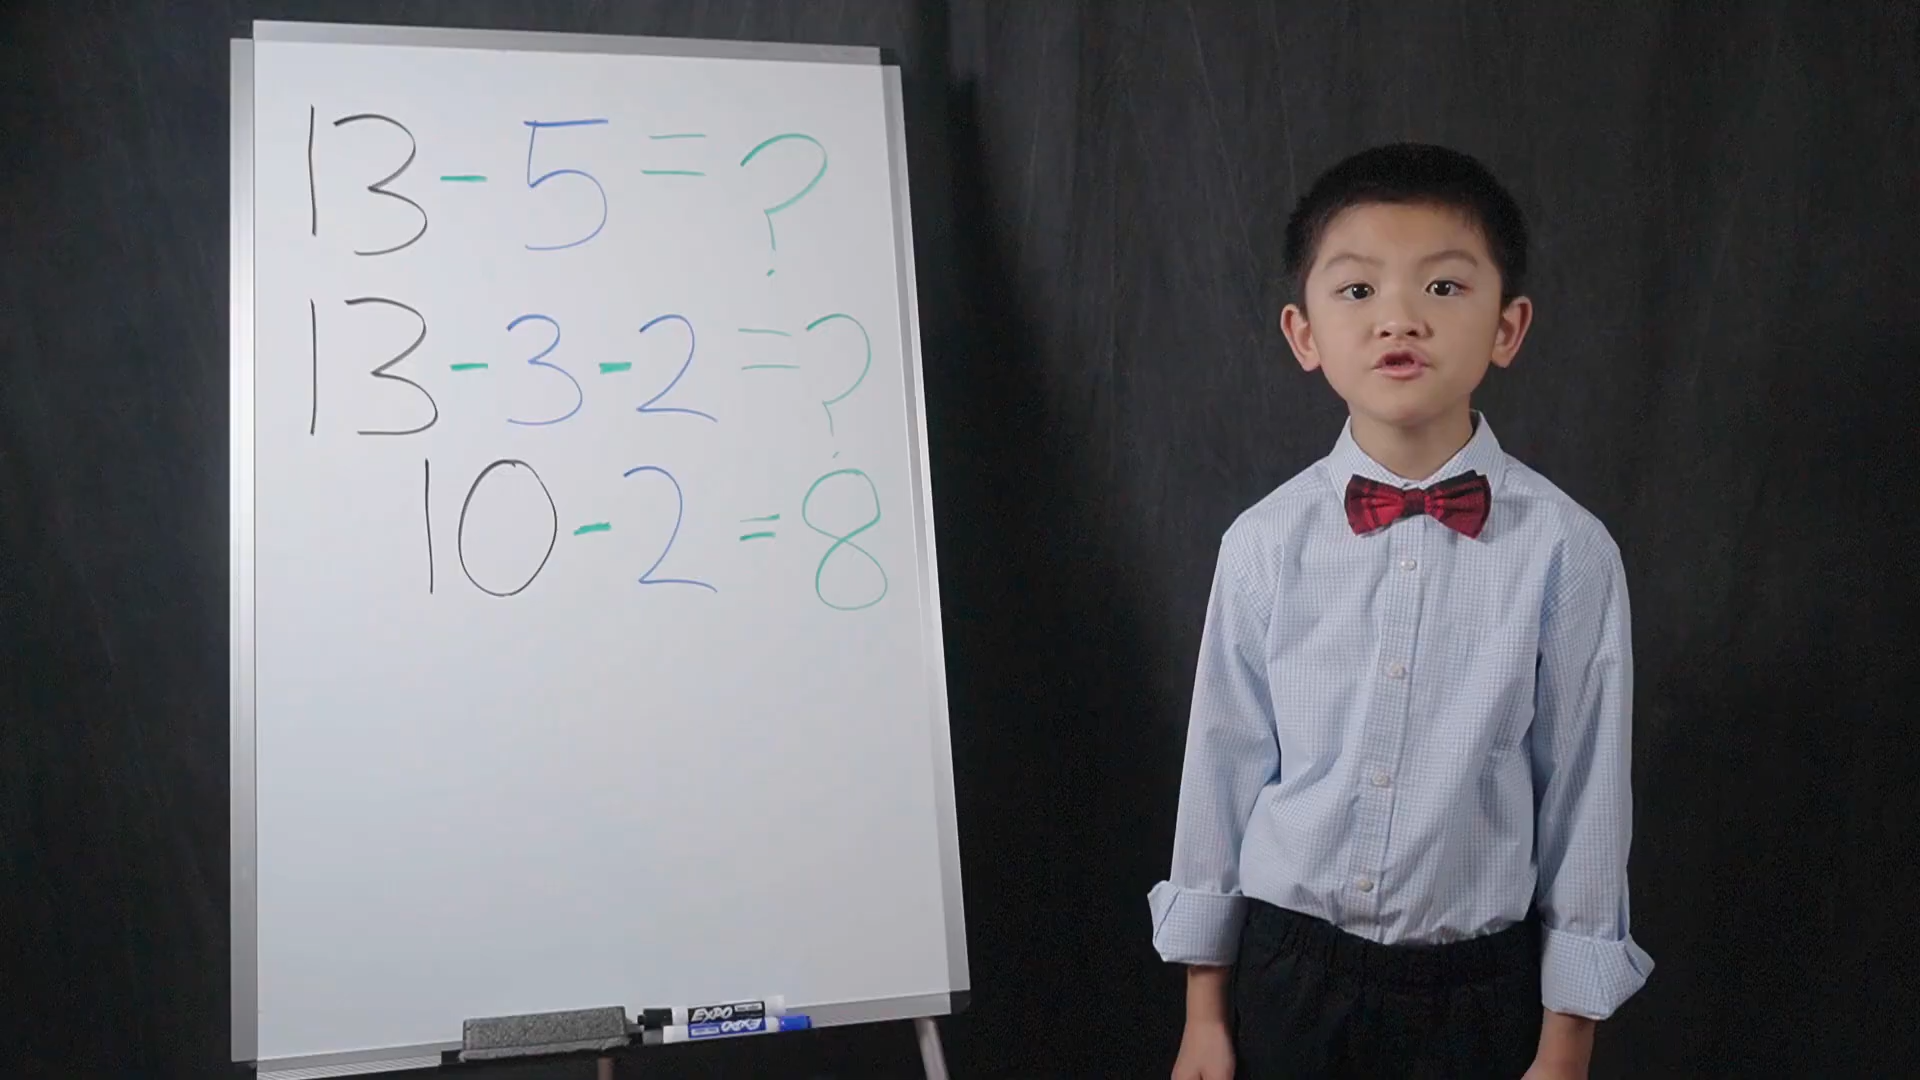 13 - 5 = ?
13 - 3 - 2 = ?
10 - 2 = 8
EXPO
EXPO